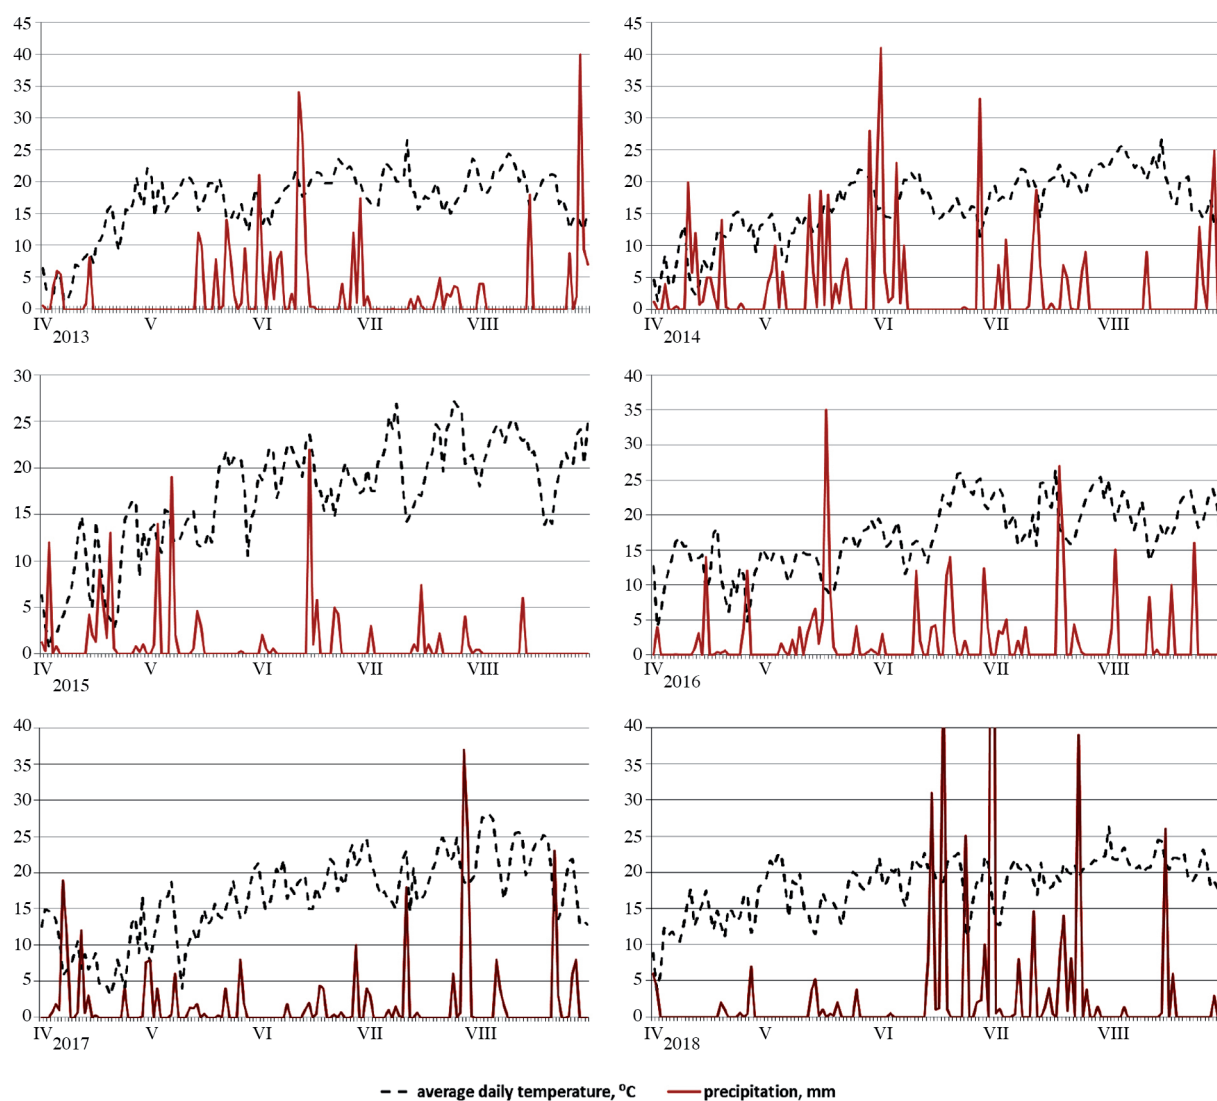 45 40 35 30 25 20 15 10 5 0
IV V VI VII VIII
2013
45 40 35 30 25 20 15 10 5 0
IV V VI VII VIII
2014
30 25 20 15 10 5 0
IV V VI VII VIII
2015
40 35 30 25 20 15 10 5 0
IV V VI VII VIII
2016
40 35 30 25 20 15 10 5 0
IV V VI VII VIII
2017
40 35 30 25 20 15 10 5 0
IV V VI VII VIII
2018
average daily temperature, ⁰C precipitation, mm